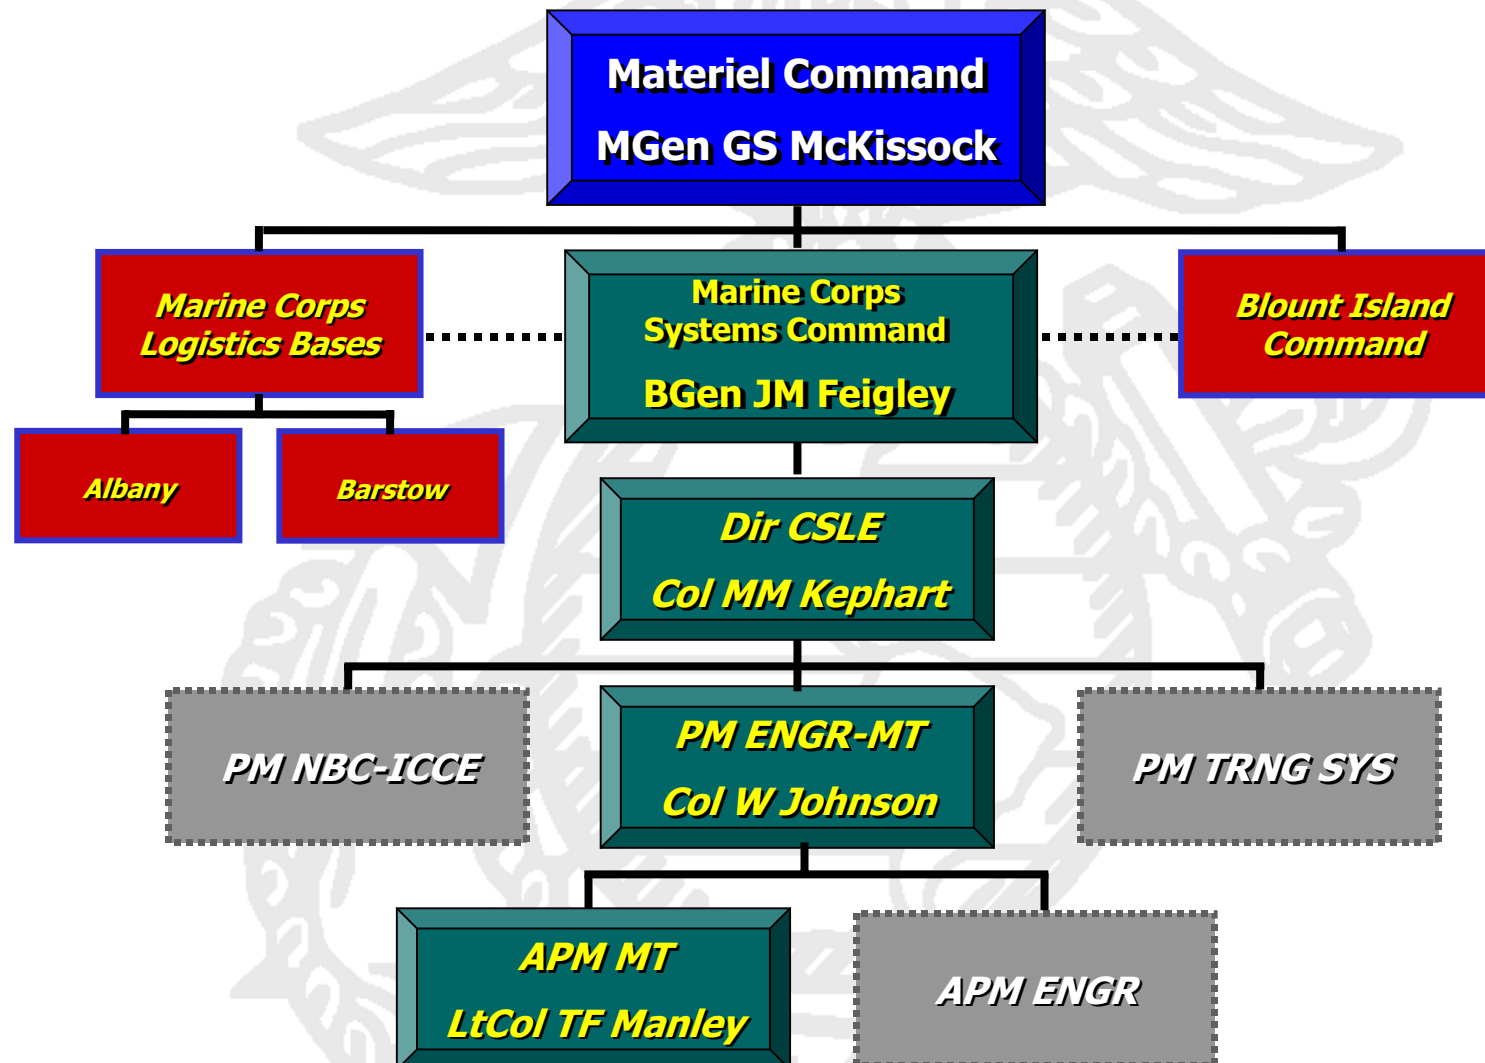 Materiel Command
MGen GS McKissock
Marine Corps
Logistics Bases
Marine Corps
Systems Command
BGen JM Feigley
Blount Island
Command
Albany
Barstow
Dir CSLE
Col MM Kephart
PM NBC-ICCE
PM ENGR-MT
Col W Johnson
PM TRNG SYS
APM MT
LtCol TF Manley
APM ENGR